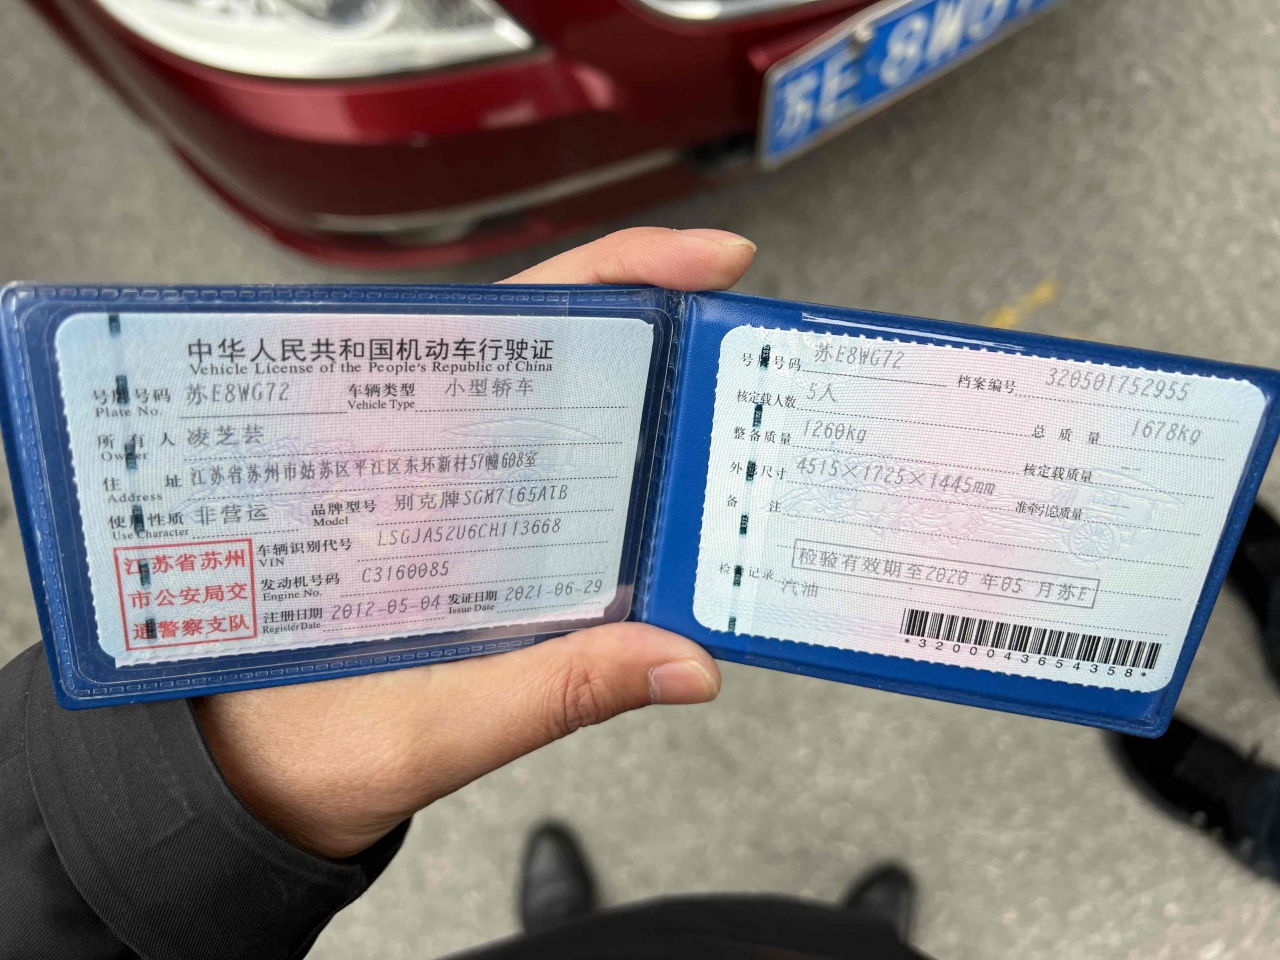 苏E 8WG7
中华人民共和国机动车行驶证
Vehicle License of the People's Republic of China
号牌号码 苏E8WG72 车辆类型 小型轿车
Plate No. Vehicle Type
所有人 凌芝芸
Owner
住址 江苏省苏州市姑苏区平江区东环新村57幢608室
Address
使用性质 非营运 品牌型号 别克牌SGM7165ATB
Use Character Model
江苏省苏州
市公安局交
通警察支队
车辆识别代号 LSGJA52U6CH113668
VIN
发动机号码 C3160085
Engine No.
注册日期 2012-05-04 发证日期 2021-06-29
Register Date Issue Date
号牌号码 苏E8WG72 档案编号 320501752955
核定载人数 5人 总质量 1678kg
整备质量 1260kg 核定载质量 --
外廓尺寸 4515×1725×1445mm 准牵引总质量 --
备注
检验有效期至2020年05月苏E
检验记录 汽油
*3200043654358*